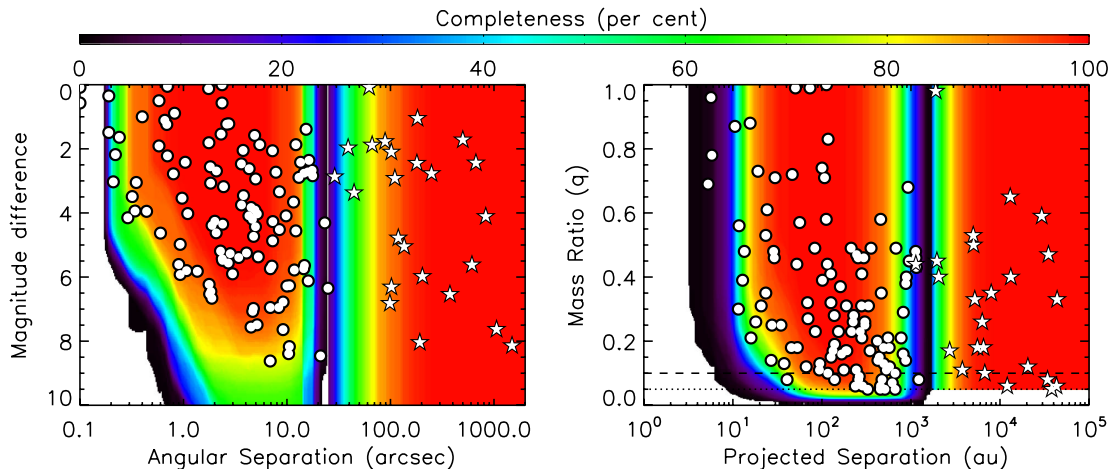 Completeness (per cent)
0 20 40 60 80 100
Magnitude difference
0
2
4
6
8
10
0.1 1.0 10.0 100.0 1000.0
Angular Separation (arcsec)
Mass Ratio (q)
1.0
0.8
0.6
0.4
0.2
0.0
10^0 10^1 10^2 10^3 10^4 10^5
Projected Separation (au)